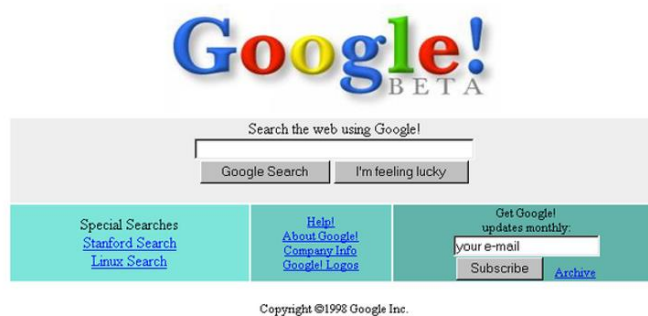 Google!
BETA
Search the web using Google!
Google Search
I'm feeling lucky
Special Searches
Stanford Search
Linux Search
Help!
About Google!
Company Info
Google! Logos
Get Google!
updates monthly:
your e-mail
Subscribe
Archive
Copyright ©1998 Google Inc.